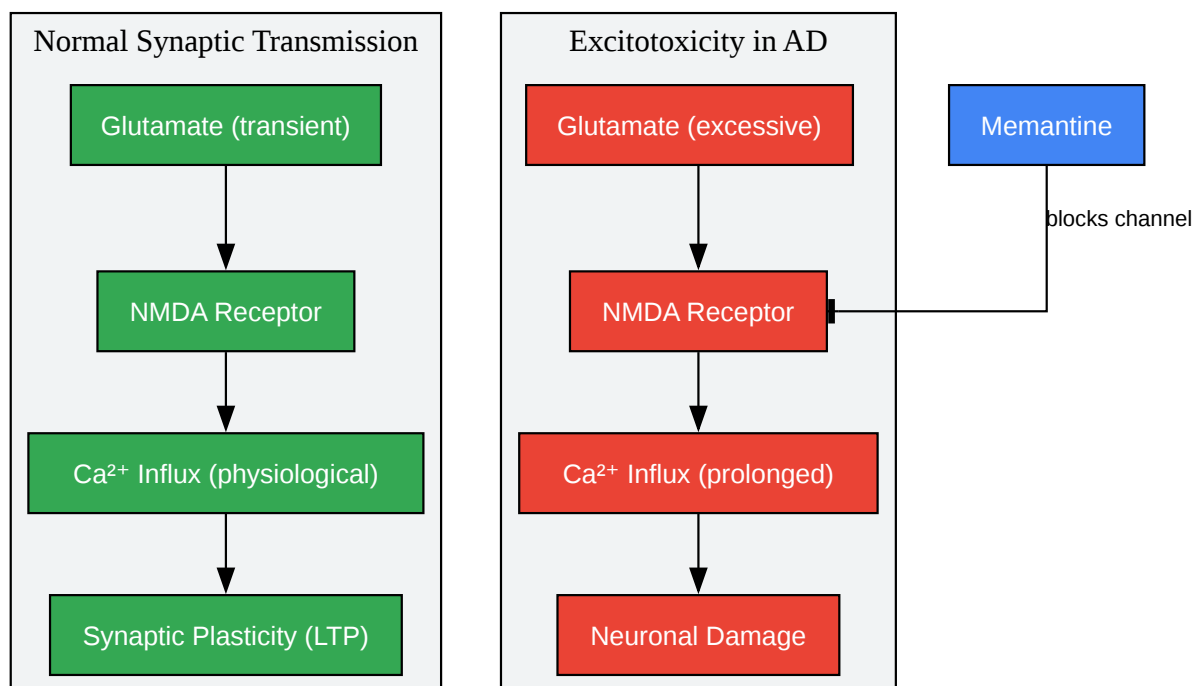 Normal Synaptic Transmission
Glutamate (transient)
NMDA Receptor
Ca²⁺ Influx (physiological)
Synaptic Plasticity (LTP)
Excitotoxicity in AD
Glutamate (excessive)
NMDA Receptor
Ca²⁺ Influx (prolonged)
Neuronal Damage
Memantine
blocks channel